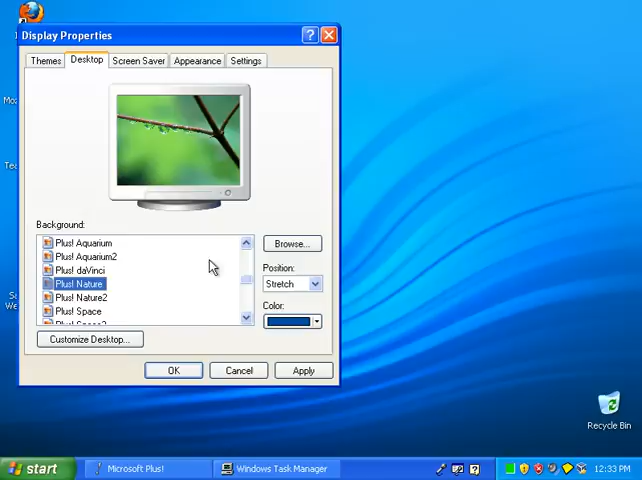 Display Properties
Themes
Desktop
Screen Saver
Appearance
Settings
Background:
Plus! Aquarium
Plus! Aquarium2
Plus! daVinci
Plus! Nature
Plus! Nature2
Plus! Space
Plus! Space2
Browse...
Position:
Stretch
Color:
Customize Desktop...
OK
Cancel
Apply
Recycle Bin
start
Microsoft Plus!
Windows Task Manager
12:33 PM